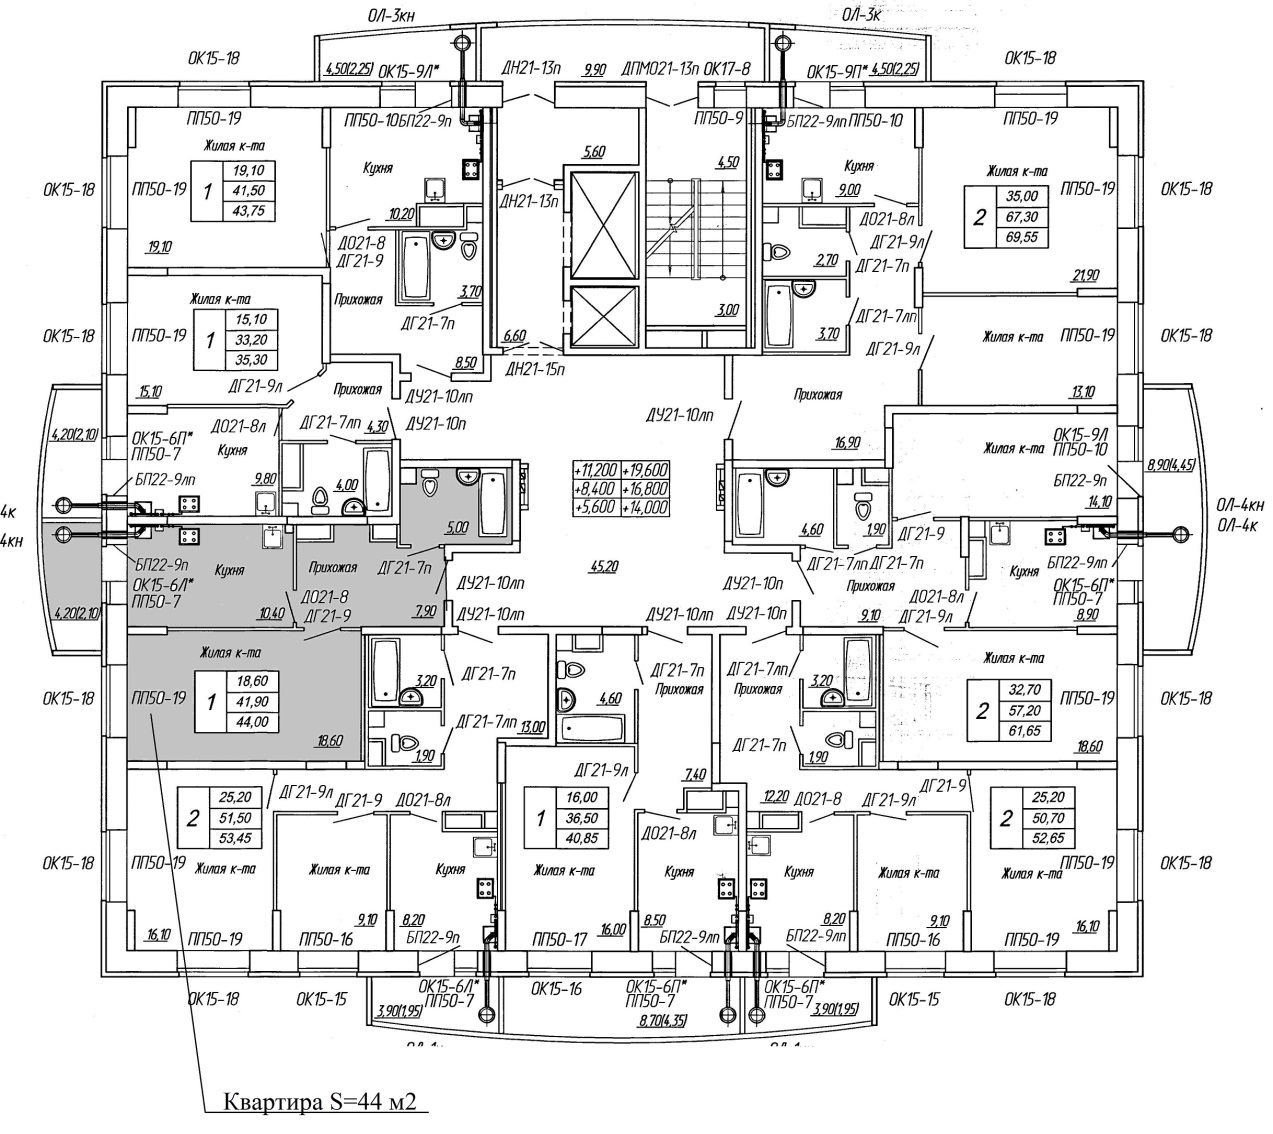 ОЛ-3кн
ОЛ-3к
ОК15-18
4,50(2,25)
ОК15-9Л*
ДН21-13п
9,90
ДПМО21-13п
ОК17-8
ОК15-9П*
4,50(2,25)
ОК15-18
ПП50-19
ПП50-10
БП22-9п
ПП50-9
БП22-9лп
ПП50-10
ПП50-19
Жилая к-та
Кухня
5,60
4,50
Кухня
Жилая к-та
ОК15-18
ПП50-19
1
19,10
41,50
43,75
ДН21-13п
9,00
2
35,00
67,30
69,55
ПП50-19
ОК15-18
10,20
ДО21-8л
19,10
ДО21-8
ДГ21-9
ДГ21-9л
2,70
ДГ21-7п
21,90
Жилая к-та
Прихожая
3,70
ДГ21-7п
3,00
ДГ21-7лп
ОК15-18
ПП50-19
1
15,10
33,20
35,30
6,60
3,70
ДГ21-9л
Жилая к-та
ПП50-19
ОК15-18
8,50
ДН21-15п
15,10
ДГ21-9л
Прихожая
ДУ21-10лп
ДУ21-10п
ДУ21-10лп
Прихожая
13,10
4,20(2,10)
ОК15-6П*
ПП50-7
ДО21-8л
Кухня
ДГ21-7лп
4,30
16,90
Жилая к-та
ОК15-9Л
ПП50-10
8,90(4,45)
БП22-9лп
9,80
4,00
+11,200
+19,600
+8,400
+16,800
+5,600
+14,000
БП22-9п
14,10
4к
4кн
5,00
4,60
1,90
ДГ21-9
ОЛ-4кн
ОЛ-4к
БП22-9п
Кухня
Прихожая
ДГ21-7п
45,20
ДГ21-7лп
ДГ21-7п
Кухня
БП22-9лп
ОК15-6Л*
ПП50-7
ДО21-8
ДГ21-9
ДУ21-10лп
ДУ21-10п
Прихожая
ДО21-8л
ОК15-6П*
ПП50-7
4,20(2,10)
10,40
7,90
ДУ21-10лп
ДУ21-10лп
ДУ21-10п
9,10
ДГ21-9л
8,90
Жилая к-та
Жилая к-та
ОК15-18
ПП50-19
1
18,60
41,90
44,00
3,20
ДГ21-7п
4,60
ДГ21-7п
Прихожая
ДГ21-7лп
Прихожая
3,20
2
32,70
57,20
61,65
ПП50-19
ОК15-18
18,60
1,90
ДГ21-7лп
13,00
ДГ21-7п
1,90
18,60
ДГ21-9л
7,40
2
25,20
51,50
53,45
ДГ21-9л
ДГ21-9
ДО21-8л
1
16,00
36,50
40,85
12,20
ДО21-8
ДГ21-9л
2
25,20
50,70
52,65
ДО21-8л
ОК15-18
ПП50-19
Жилая к-та
Жилая к-та
Кухня
Жилая к-та
Кухня
Кухня
Жилая к-та
Жилая к-та
ПП50-19
ОК15-18
16,10
ПП50-19
9,10
ПП50-16
8,20
БП22-9п
ПП50-17
16,00
8,50
БП22-9лп
8,20
БП22-9лп
9,10
ПП50-16
ПП50-19
16,10
ОК15-18
ОК15-15
ОК15-6Л*
ПП50-7
3,90(1,95)
ОК15-16
ОК15-6П*
ПП50-7
8,70(4,35)
ОК15-6П*
ПП50-7
3,90(1,95)
ОК15-15
ОК15-18
Квартира S=44 м2